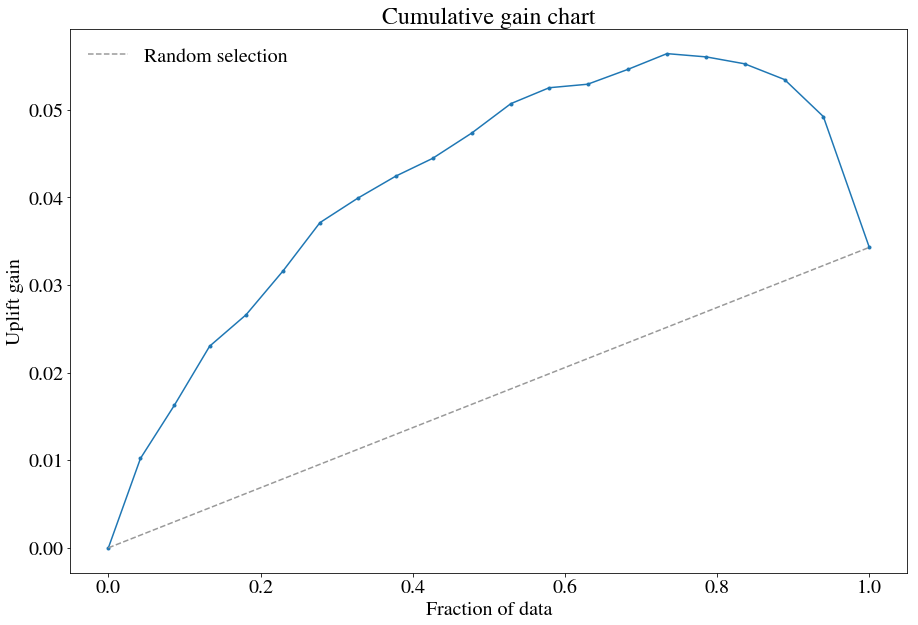 Cumulative gain chart
Random selection
Uplift gain
0.05
0.04
0.03
0.02
0.01
0.00
0.0 0.2 0.4 0.6 0.8 1.0
Fraction of data